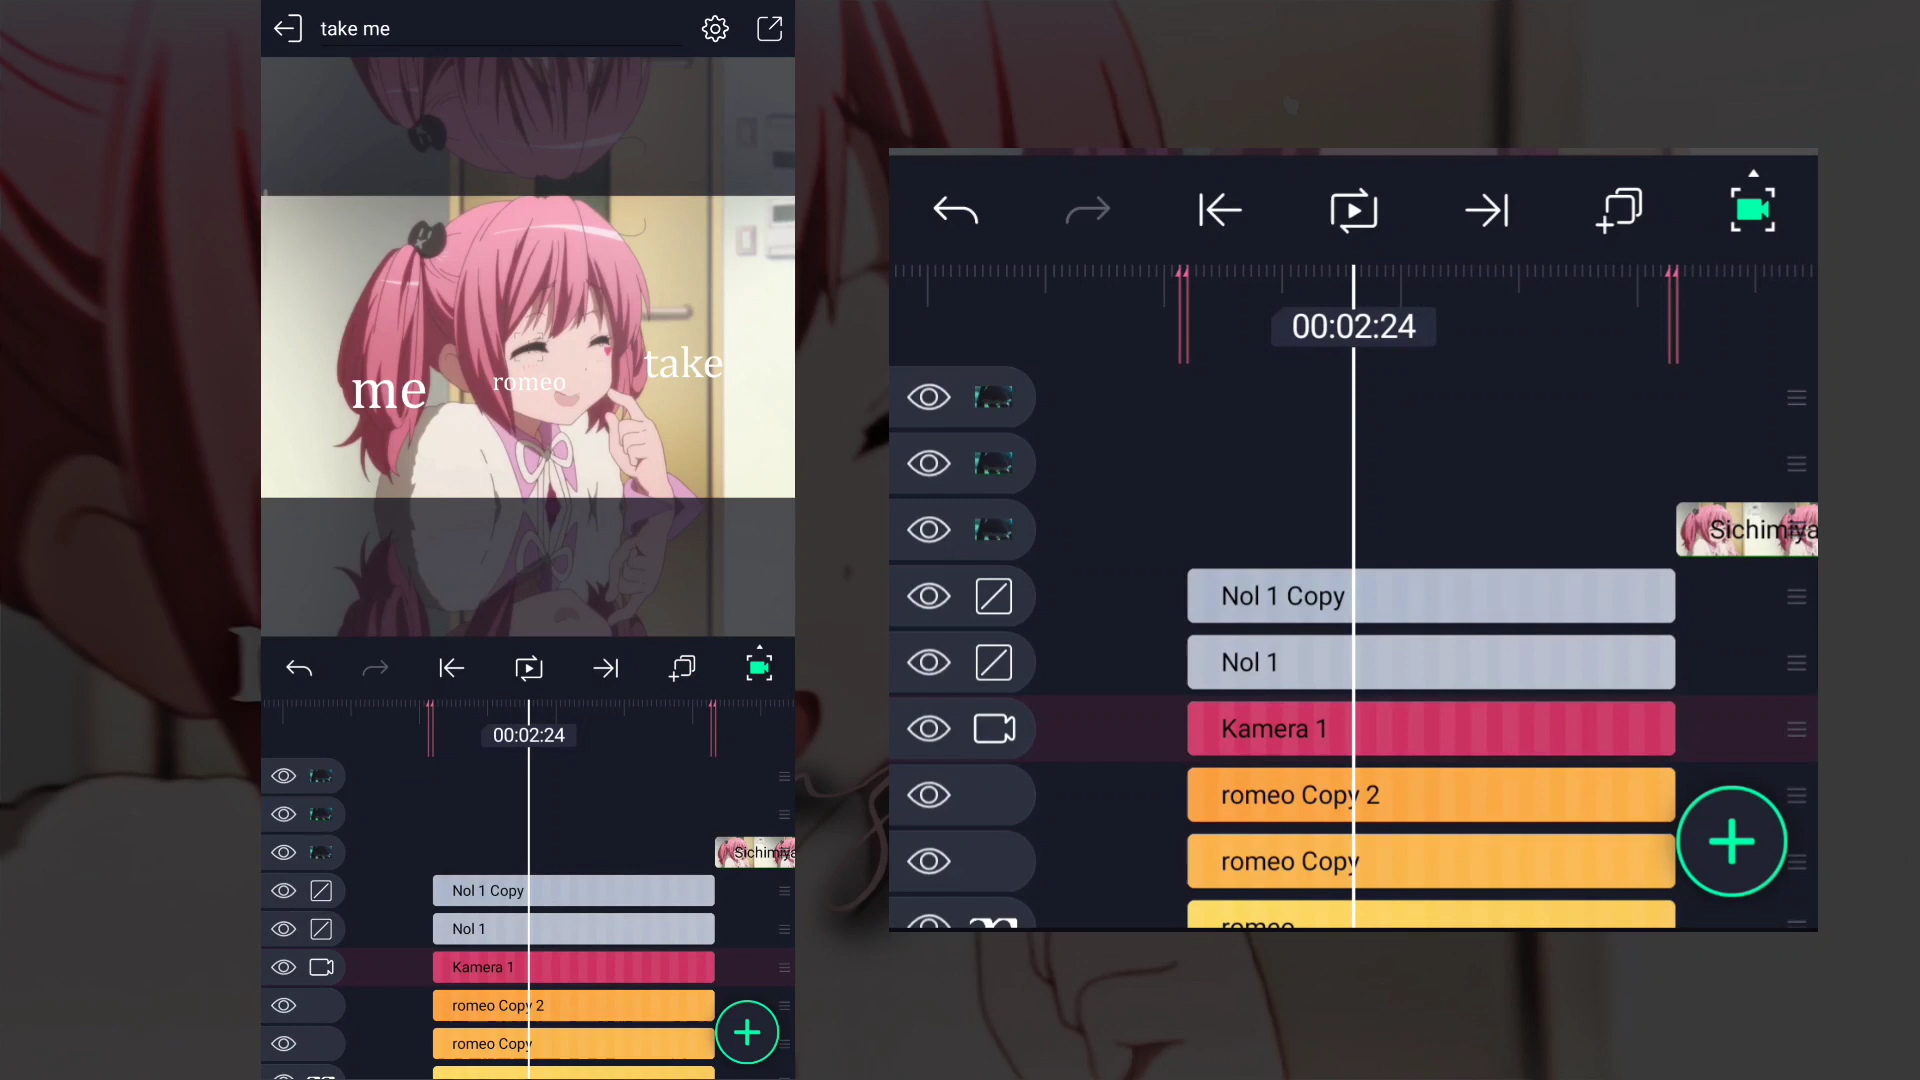 take me
take
me
romeo
00:02:24
Sichimiya
Nol 1 Copy
Nol 1
Kamera 1
romeo Copy 2
romeo Copy
00:02:24
Sichimiya
Nol 1 Copy
Nol 1
Kamera 1
romeo Copy 2
romeo Copy
romeo